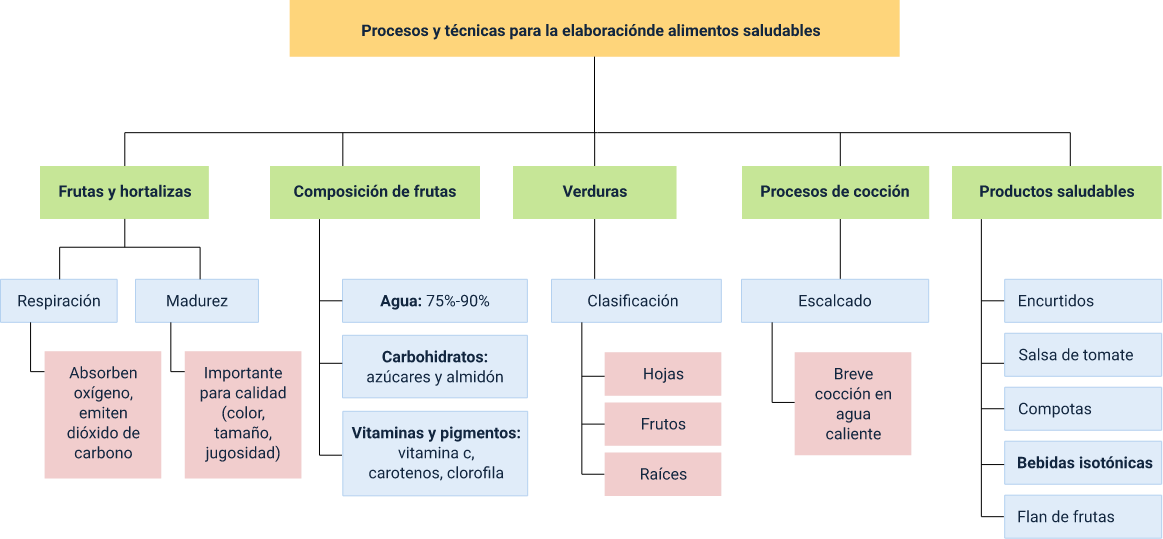 Procesos y técnicas para la elaboraciónde alimentos saludables
Frutas y hortalizas
Composición de frutas
Verduras
Procesos de cocción
Productos saludables
Respiración
Madurez
Absorben
oxígeno,
emiten
dióxido de
carbono
Importante
para calidad
(color,
tamaño,
jugosidad)
Agua: 75%-90%
Carbohidratos:
azúcares y almidón
Vitaminas y pigmentos:
vitamina c,
carotenos, clorofila
Clasificación
Hojas
Frutos
Raíces
Escalcado
Breve
cocción en
agua
caliente
Encurtidos
Salsa de tomate
Compotas
Bebidas isotónicas
Flan de frutas